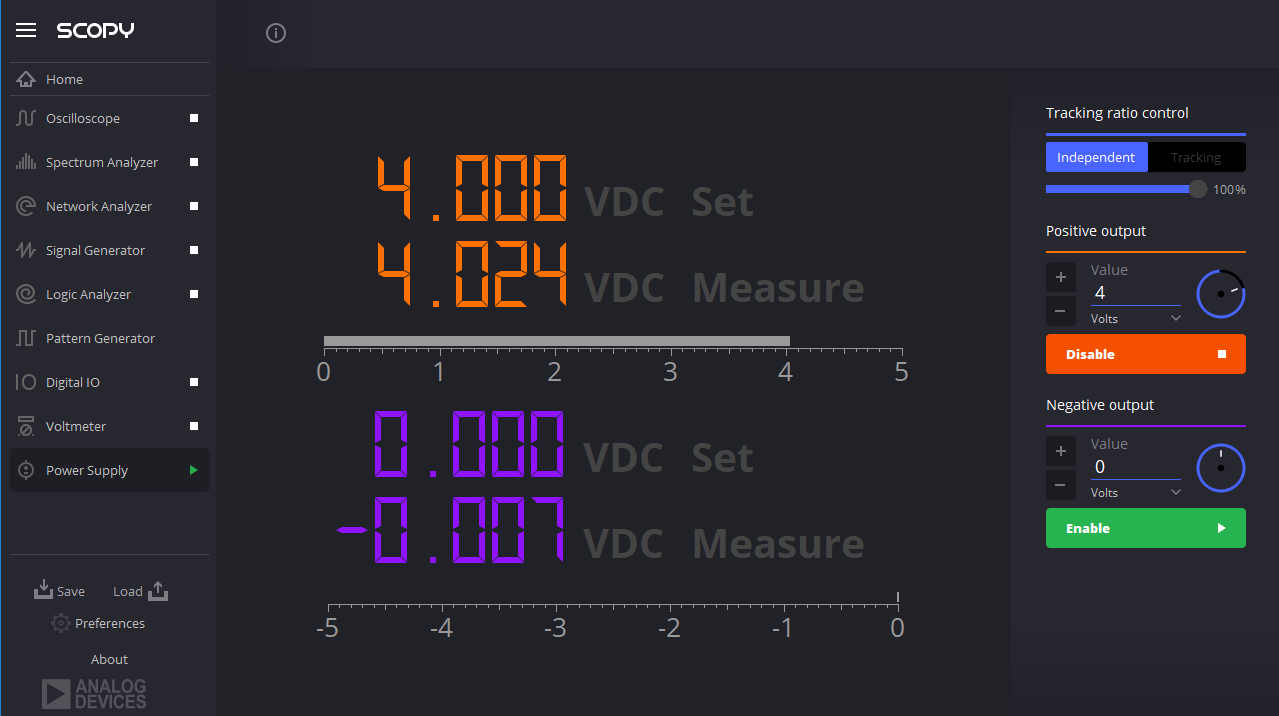 SCOPY
Home
Oscilloscope
Spectrum Analyzer
Network Analyzer
Signal Generator
Logic Analyzer
Pattern Generator
Digital IO
Voltmeter
Power Supply
Save Load
Preferences
About
ANALOG
DEVICES
4.000 VDC Set
4.024 VDC Measure
0 1 2 3 4 5
0.000 VDC Set
-0.007 VDC Measure
-5 -4 -3 -2 -1 0
Tracking ratio control
Independent Tracking
100%
Positive output
+ Value
4
− Volts
Disable
Negative output
+ Value
0
− Volts
Enable